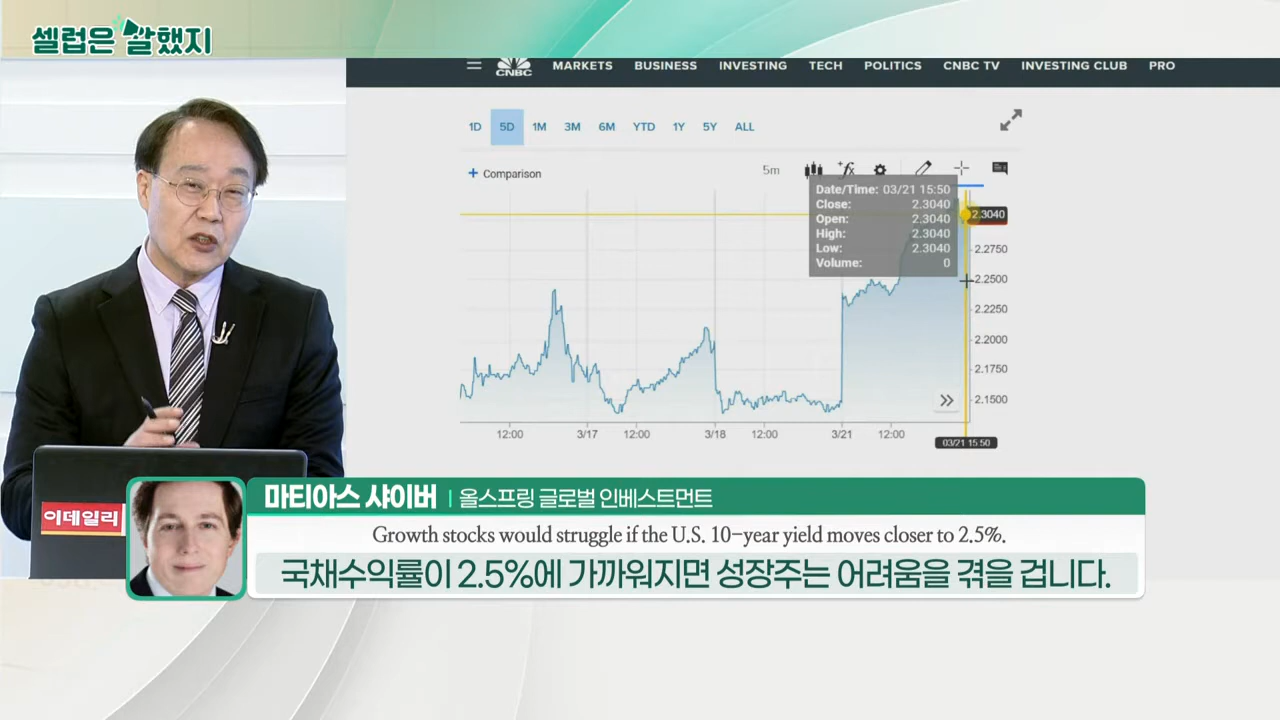 셀럽은 말했지
CNBC
MARKETS BUSINESS INVESTING TECH POLITICS CNBC TV INVESTING CLUB PRO
1D 5D 1M 3M 6M YTD 1Y 5Y ALL
+ Comparison
5m
Date/Time: 03/21 15:50
Close: 2.3040
Open: 2.3040
High: 2.3040
Low: 2.3040
Volume: 0
2.3040
2.2750
2.2500
2.2250
2.2000
2.1750
2.1500
12:00 3/17 12:00 3/18 12:00 3/21 12:00
03/21 15:50
이데일리
마티아스 샤이버 | 올스프링 글로벌 인베스트먼트
Growth stocks would struggle if the U.S. 10-year yield moves closer to 2.5%.
국채수익률이 2.5%에 가까워지면 성장주는 어려움을 겪을 겁니다.